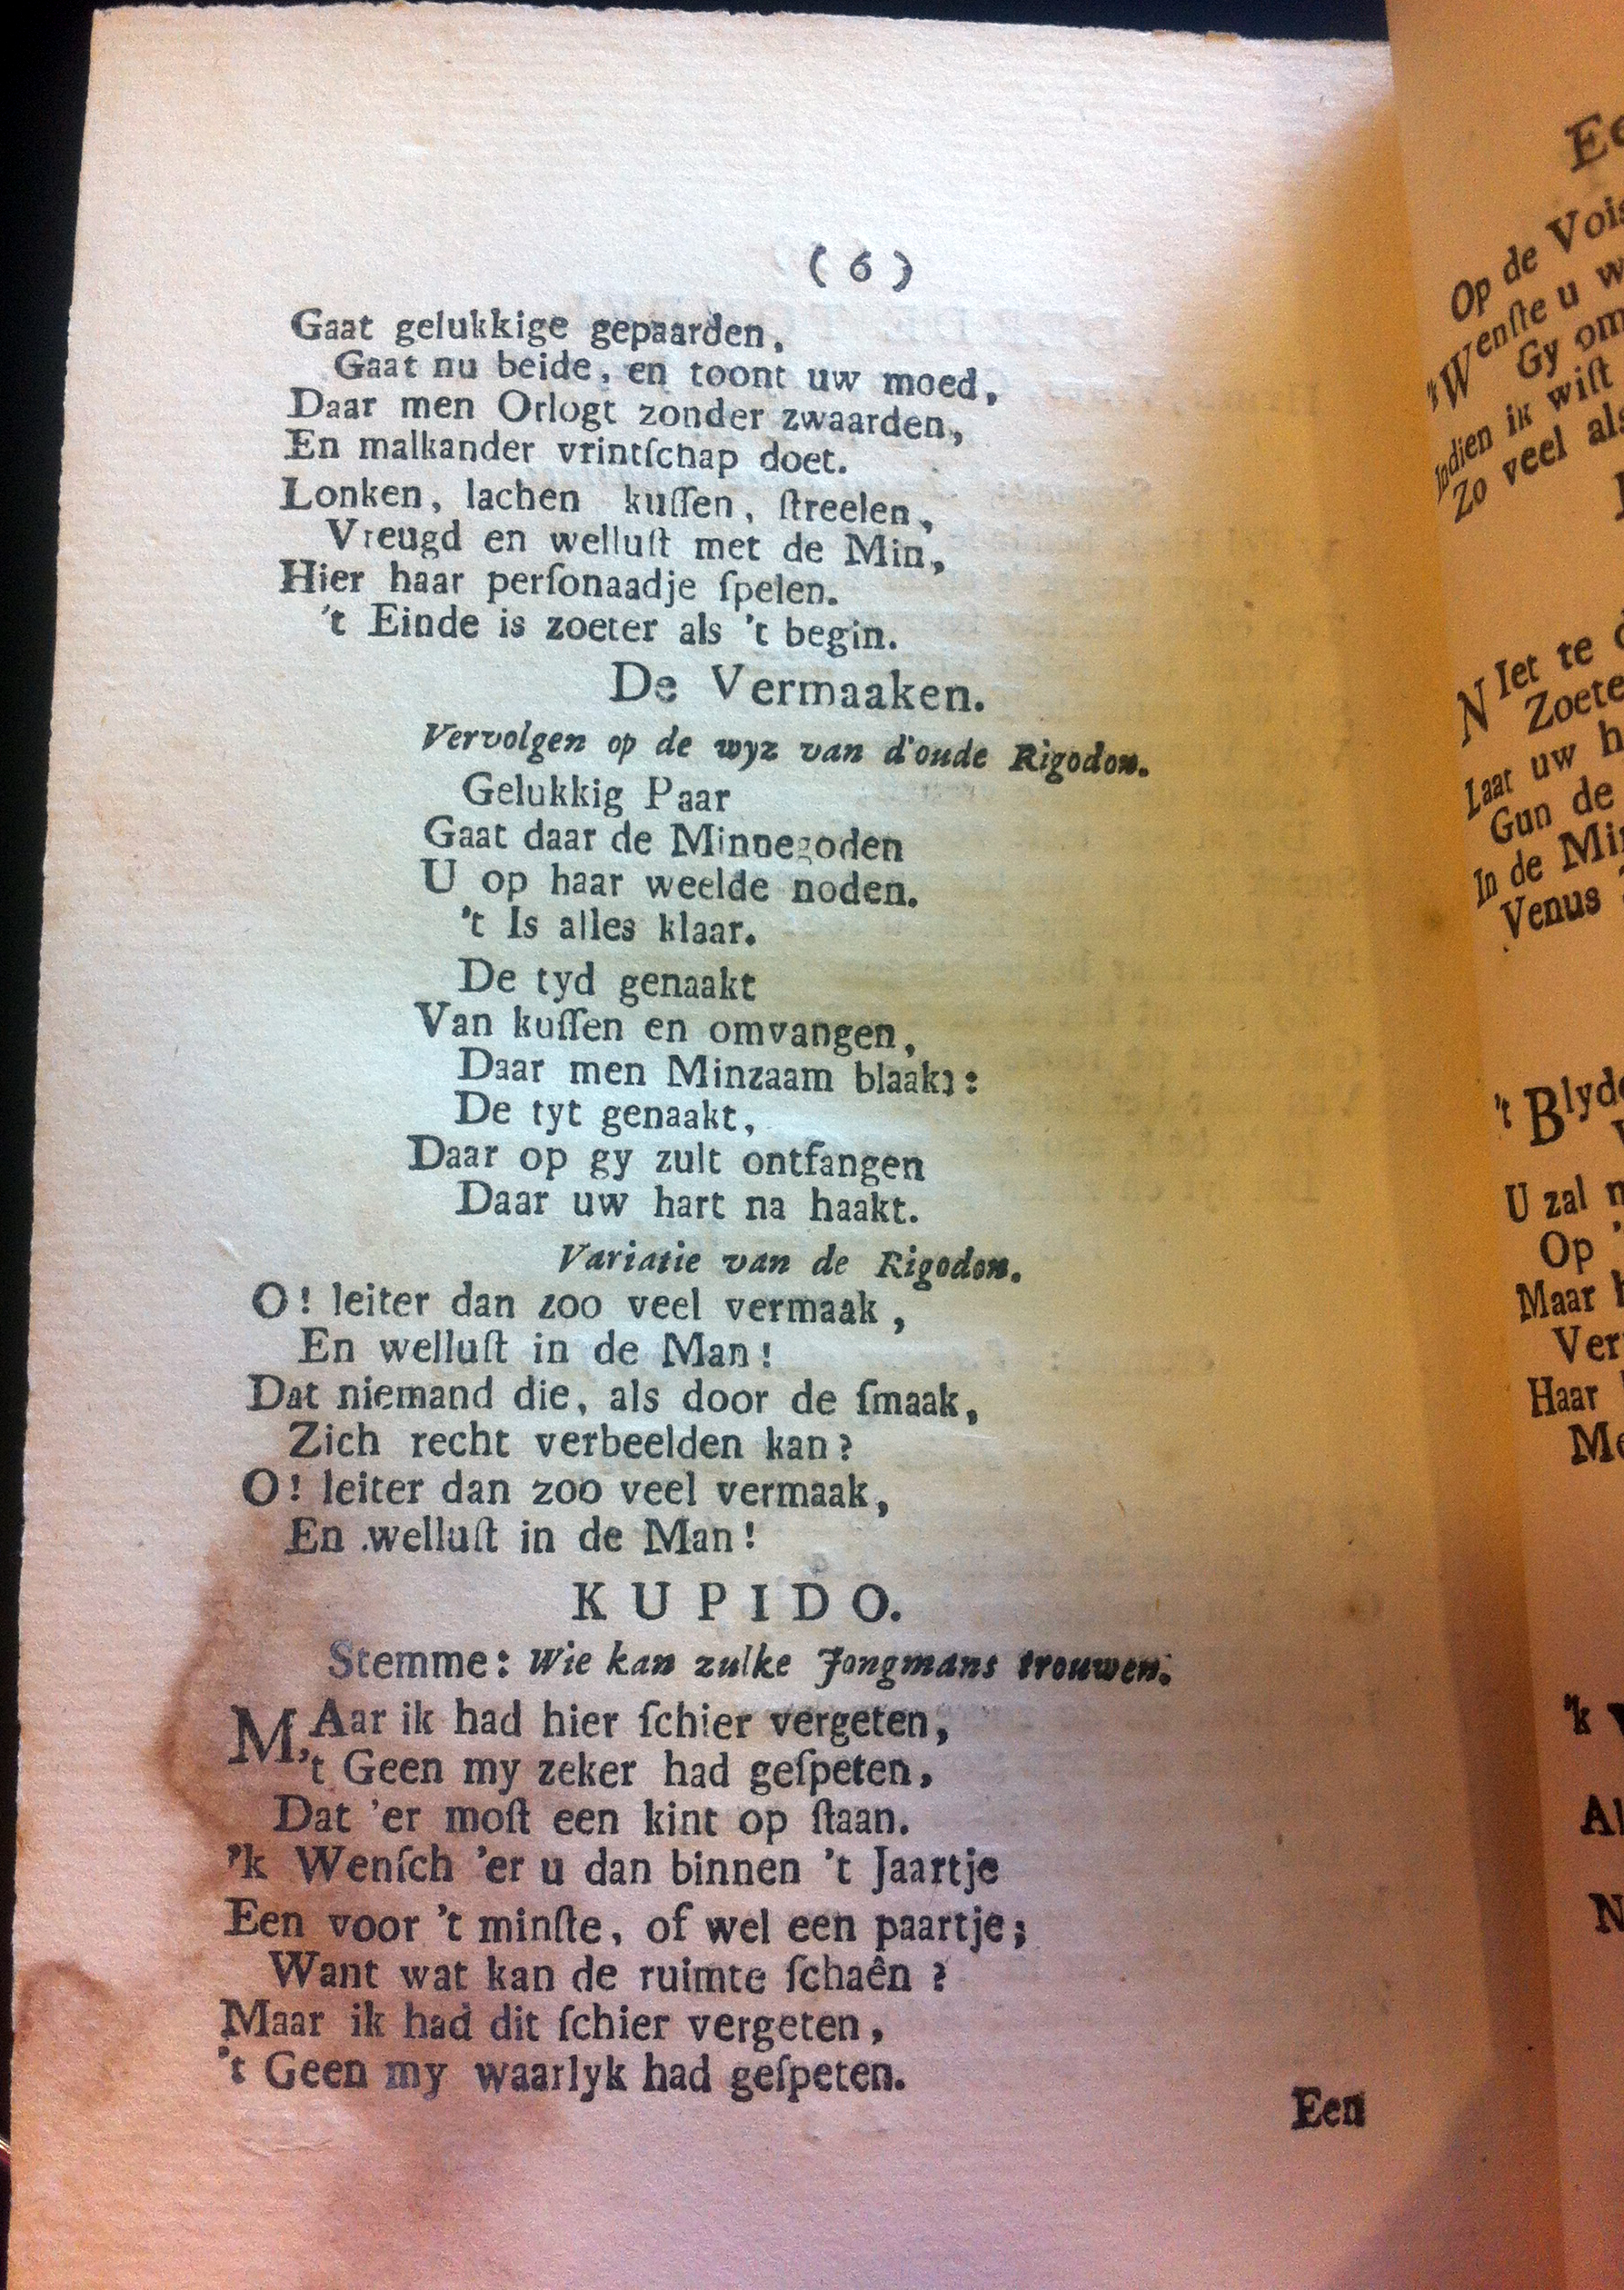 ( 6 )
Gaat gelukkige gepaarden,
Gaat nu beide, en toont uw moed,
Daar men Orlogt zonder zwaarden,
En malkander vrintſchap doet.
Lonken, lachen kuſſen, ſtreelen,
Vreugd en welluſt met de Min,
Hier haar perſonaadje ſpelen.
't Einde is zoeter als 't begin.
De Vermaaken.
Vervolgen op de wyz van d'oude Rigodon.
Gelukkig Paar
Gaat daar de Minnegoden
U op haar weelde noden.
't Is alles klaar.
De tyd genaakt
Van kuſſen en omvangen,
Daar men Minzaam blaakt:
De tyt genaakt,
Daar op gy zult ontfangen
Daar uw hart na haakt.
Variatie van de Rigodon.
O! leiter dan zoo veel vermaak,
En welluſt in de Man!
Dat niemand die, als door de ſmaak,
Zich recht verbeelden kan?
O! leiter dan zoo veel vermaak,
En welluſt in de Man!
KUPIDO.
Stemme: Wie kan zulke Jongmans trouwen.
MAar ik had hier ſchier vergeten,
't Geen my zeker had geſpeten,
Dat 'er moſt een kint op ſtaan.
'k Wenſch 'er u dan binnen 't Jaartje
Een voor 't minſte, of wel een paartje;
Want wat kan de ruimte ſchaên?
Maar ik had dit ſchier vergeten,
't Geen my waarlyk had geſpeten.
Een
Op de
'tWenſte u
Gy
Indien ik wiſt
Zo veel
NIet te
Zoete
Laat uw
Gun de
In de
Venus
't
U zal
Op
Maar
Haar
'k